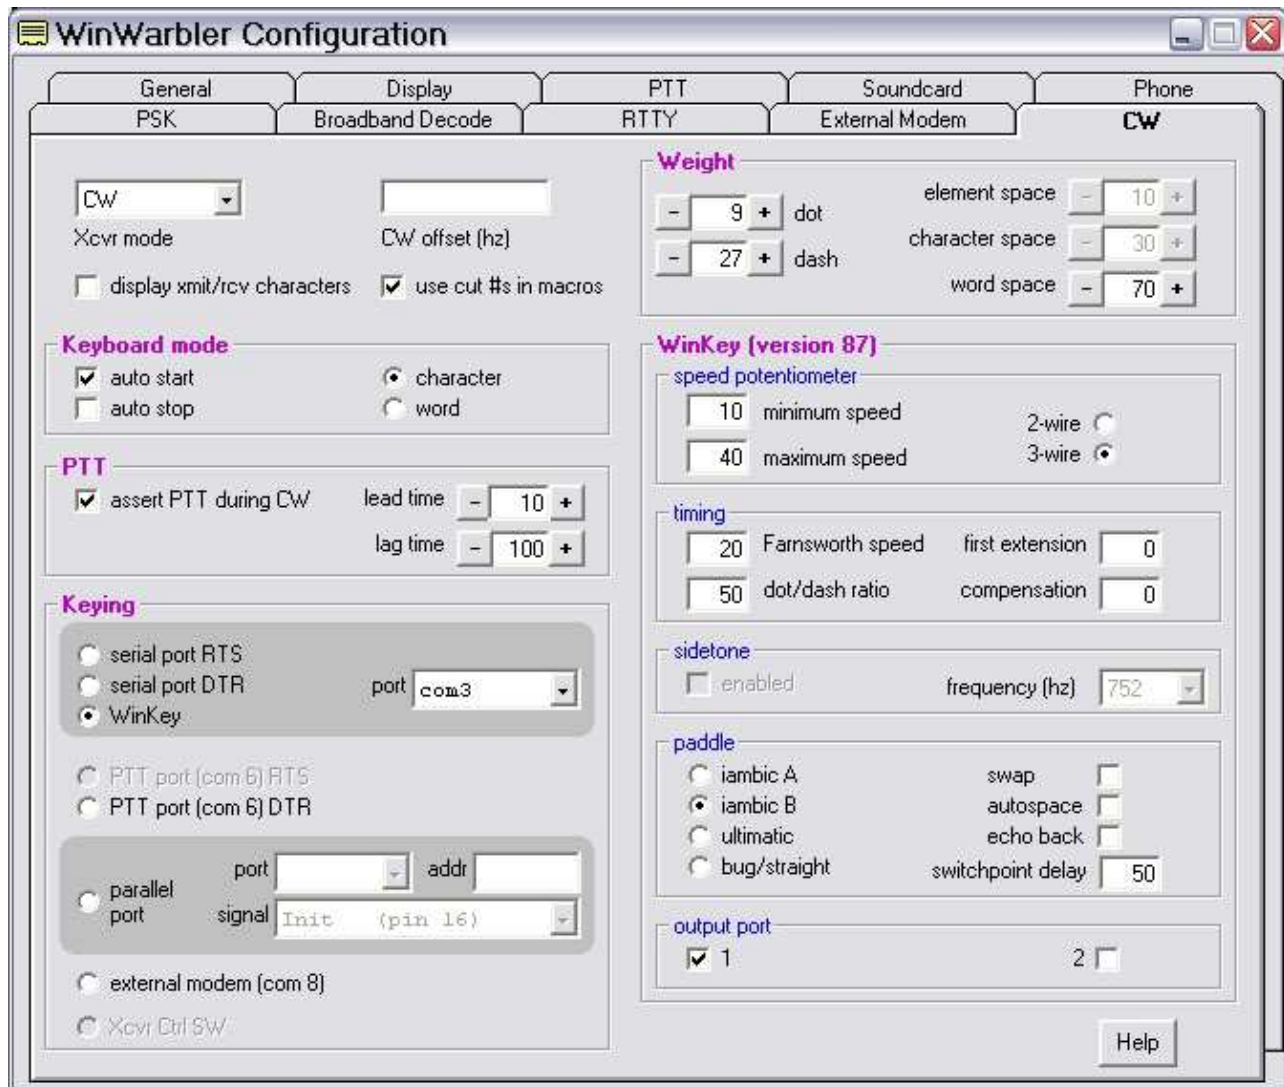 WinWarbler Configuration
General Display PTT Soundcard Phone
PSK Broadband Decode RTTY External Modem CW
CW
Xcvr mode CW offset (hz)
display xmit/rcv characters use cut #s in macros
Keyboard mode
auto start character
auto stop word
PTT
assert PTT during CW lead time - 10 +
lag time - 100 +
Keying
serial port RTS
serial port DTR port com3
WinKey
PTT port (com 6) RTS
PTT port (com 6) DTR
parallel port port addr
signal Init (pin 16)
external modem (com 8)
Xcvr Ctrl SW
Weight
- 9 + dot element space - 10 +
- 27 + dash character space - 30 +
word space - 70 +
WinKey (version 87)
speed potentiometer
10 minimum speed 2-wire
40 maximum speed 3-wire
timing
20 Farnsworth speed first extension 0
50 dot/dash ratio compensation 0
sidetone
enabled frequency (hz) 752
paddle
iambic A swap
iambic B autospace
ultimatic echo back
bug/straight switchpoint delay 50
output port
1 2
Help